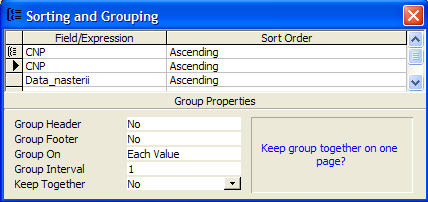 Sorting and Grouping
Field/Expression Sort Order
CNP Ascending
CNP Ascending
Data_nasterii Ascending
Group Properties
Group Header No
Group Footer No
Group On Each Value
Group Interval 1
Keep Together No
Keep group together on one
page?